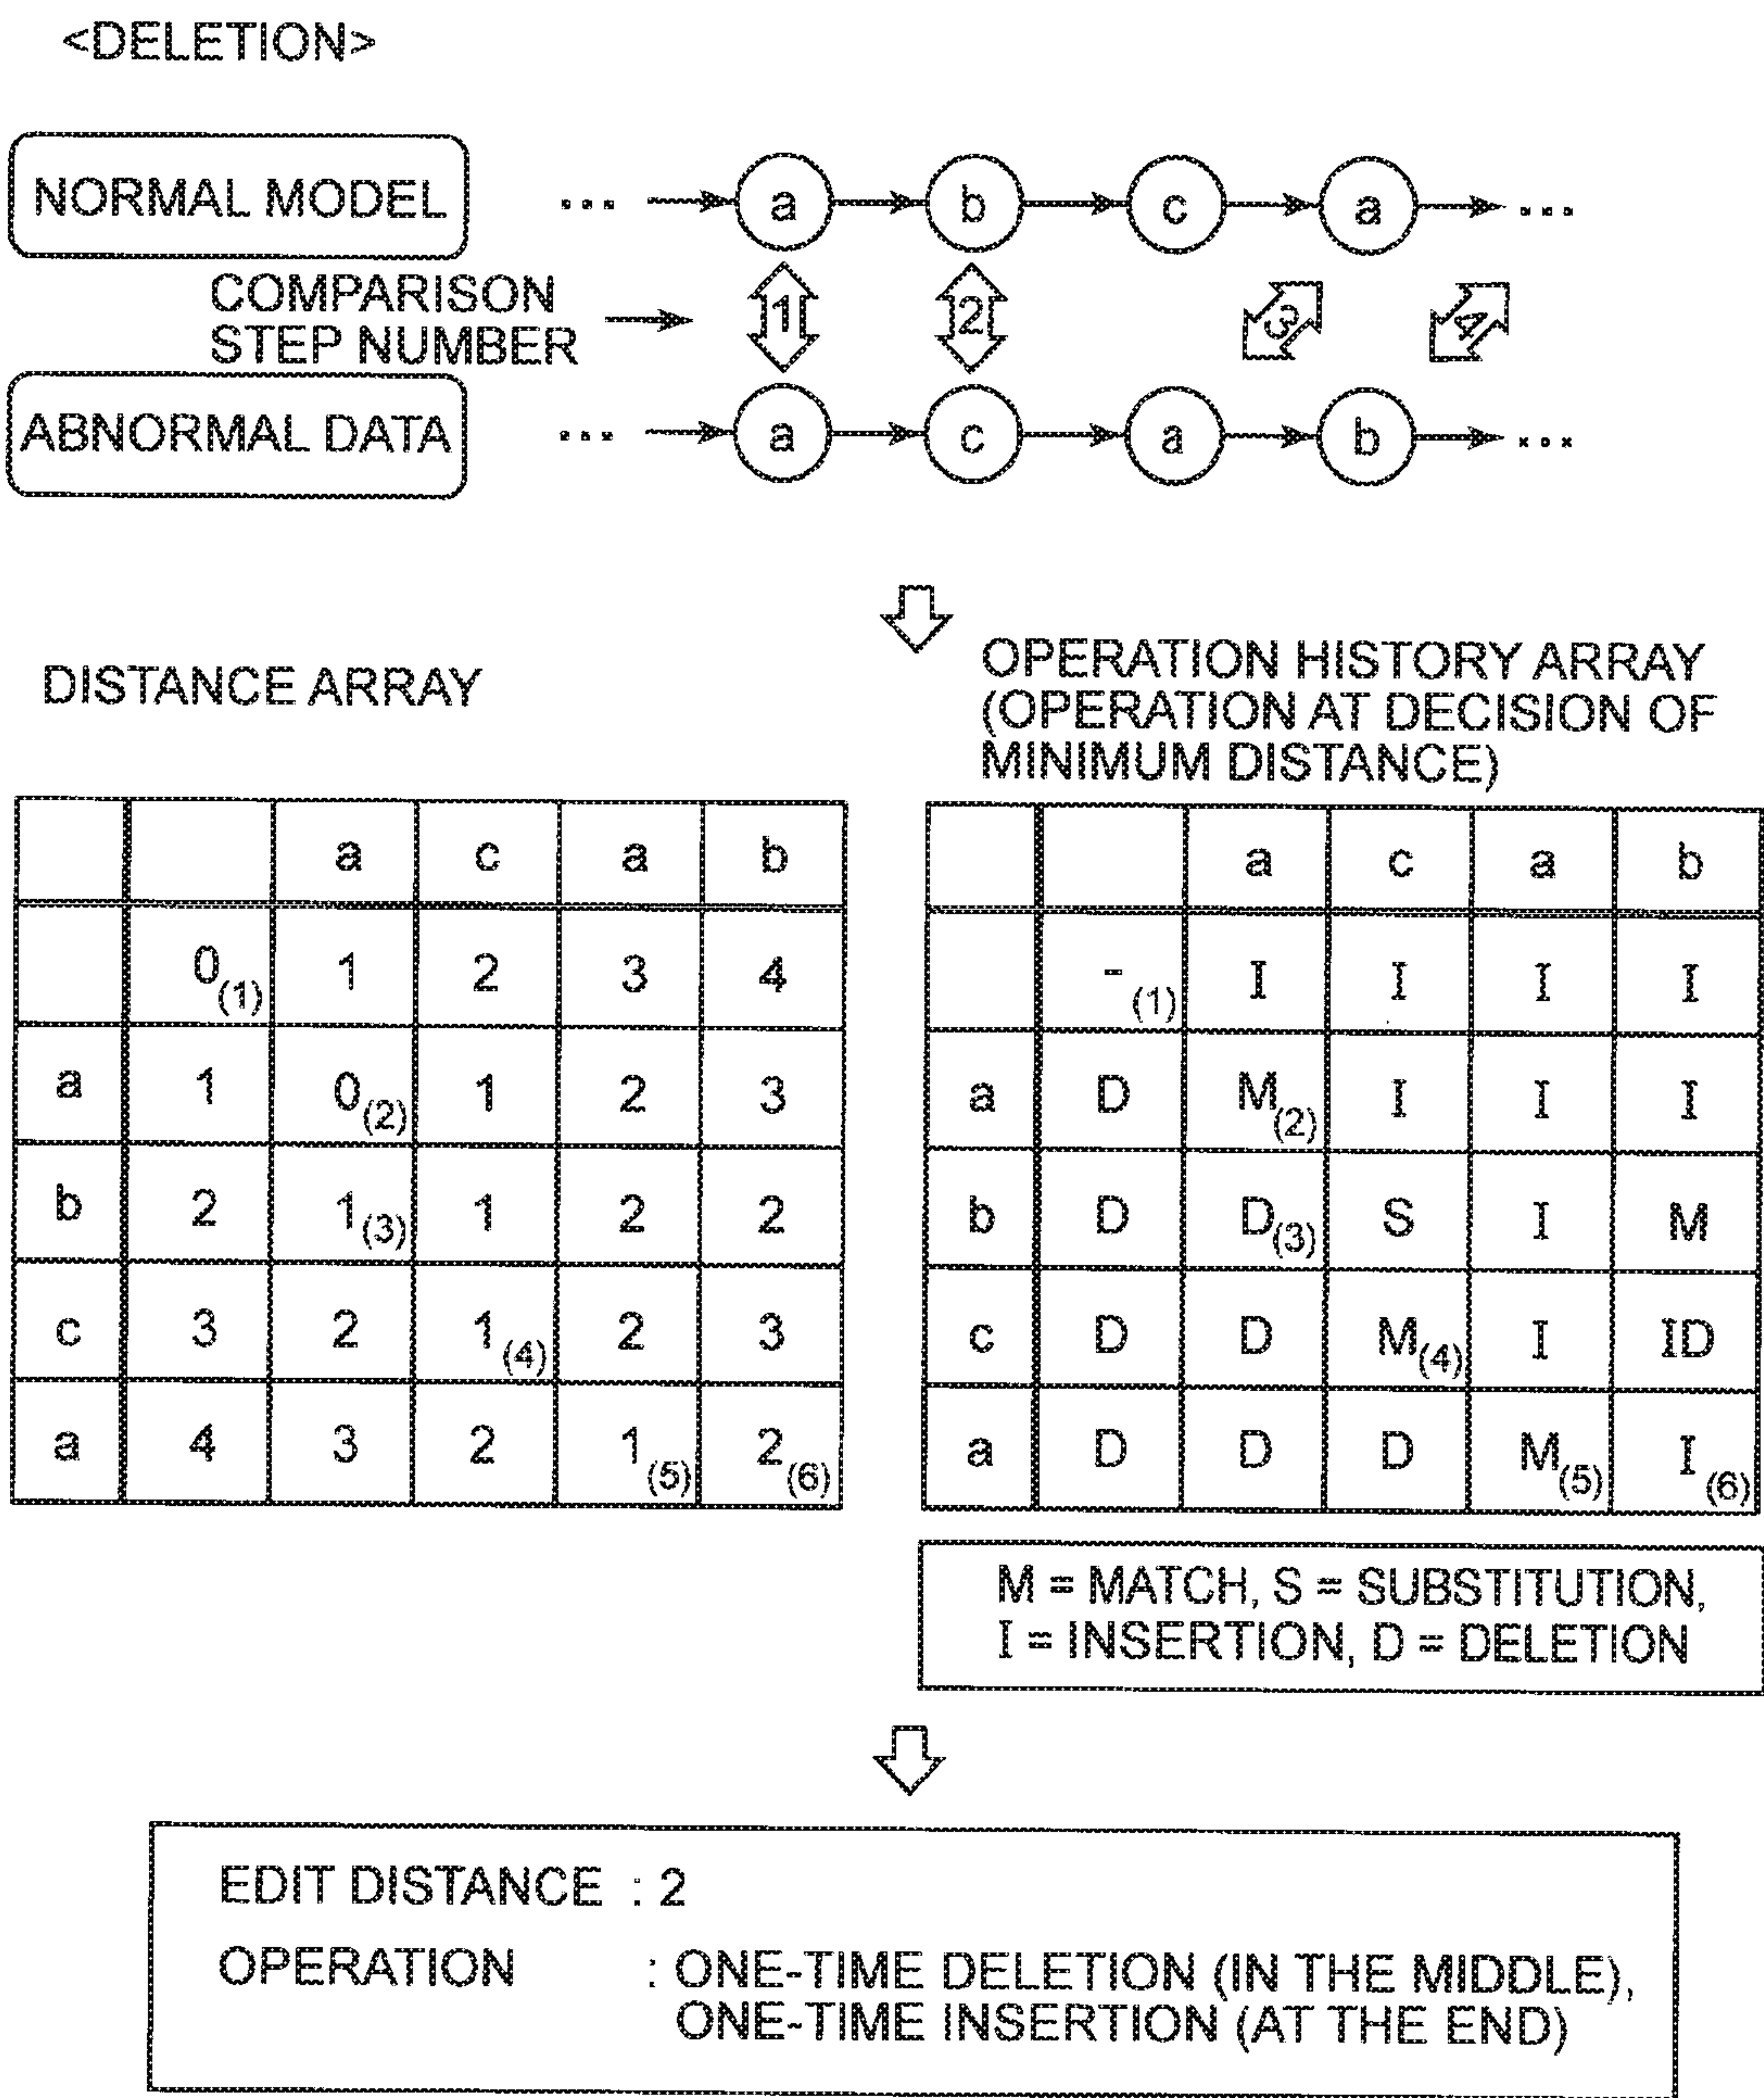 <DELETION>
NORMAL MODEL ... a b c a ...
COMPARISON
STEP NUMBER 1 2 3 4
ABNORMAL DATA ... a c a b ...
DISTANCE ARRAY
OPERATION HISTORY ARRAY
(OPERATION AT DECISION OF
MINIMUM DISTANCE)
a c a b
0(1) 1 2 3 4
a 1 0(2) 1 2 3
b 2 1(3) 1 2 2
c 3 2 1(4) 2 3
a 4 3 2 1(5) 2(6)
a c a b
-(1) I I I I
a D M(2) I I I
b D D(3) S I M
c D D M(4) I ID
a D D D M(5) I(6)
M = MATCH, S = SUBSTITUTION,
I = INSERTION, D = DELETION
EDIT DISTANCE : 2
OPERATION : ONE-TIME DELETION (IN THE MIDDLE),
ONE-TIME INSERTION (AT THE END)